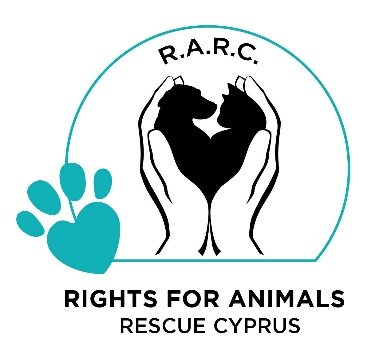 R.A.R.C.
RIGHTS FOR ANIMALS
RESCUE CYPRUS